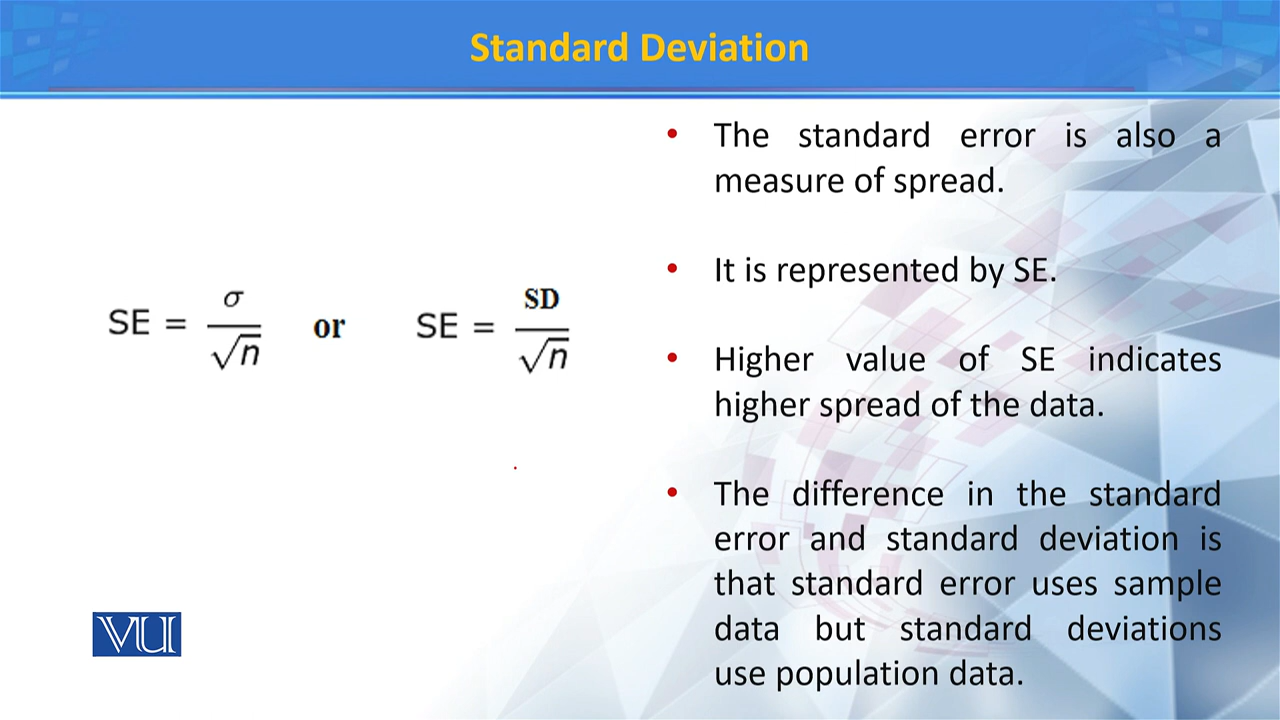 Standard Deviation
SE = σ / √n or SE = SD / √n
• The standard error is also a
measure of spread.
• It is represented by SE.
• Higher value of SE indicates
higher spread of the data.
• The difference in the standard
error and standard deviation is
that standard error uses sample
data but standard deviations
use population data.
VU